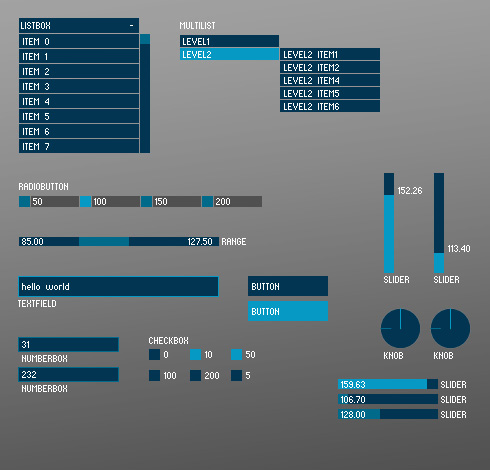 LISTBOX -
ITEM 0
ITEM 1
ITEM 2
ITEM 3
ITEM 4
ITEM 5
ITEM 6
ITEM 7
MULTILIST
LEVEL1
LEVEL2
LEVEL2 ITEM1
LEVEL2 ITEM2
LEVEL2 ITEM4
LEVEL2 ITEM5
LEVEL2 ITEM6
RADIOBUTTON
50 100 150 200
85.00 127.50 RANGE
hello world
TEXTFIELD
BUTTON
BUTTON
31
NUMBERBOX
232
NUMBERBOX
CHECKBOX
0 10 50
100 200 5
152.26
SLIDER
113.40
SLIDER
KNOB KNOB
159.63 SLIDER
106.70 SLIDER
128.00 SLIDER